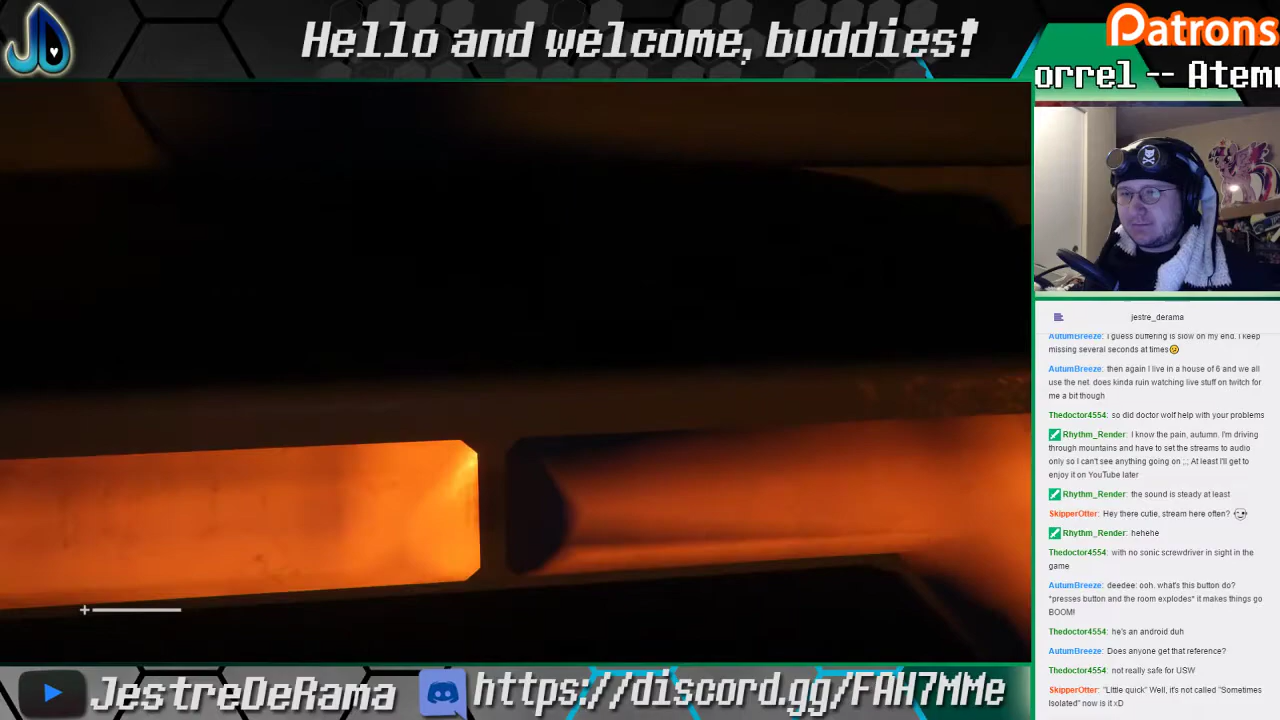 Hello and welcome, buddies!
Patrons
orrel -- Atemu
jestre_derama
AutumBreeze: I guess buffering is slow on my end. I keep
missing several seconds at times
AutumBreeze: then again I live in a house of 6 and we all
use the net. does kinda ruin watching live stuff on twitch for
me a bit though
Thedoctor4554: so did doctor wolf help with your problems
Rhythm_Render: I know the pain, autumn. I'm driving
through mountains and have to set the streams to audio
only so I can't see anything going on ;_; At least I'll get to
enjoy it on YouTube later
Rhythm_Render: the sound is steady at least
SkipperOtter: Hey there cutie, stream here often?
Rhythm_Render: hehehe
Thedoctor4554: with no sonic screwdriver in sight in the
game
AutumBreeze: deedee: ooh. what's this button do?
*presses button and the room explodes* it makes things go
BOOM!
Thedoctor4554: he's an android duh
AutumBreeze: Does anyone get that reference?
Thedoctor4554: not really safe for USW
SkipperOtter: "LIttle quick" Well, it's not called "Sometimes
Isolated" now is it xD
JestreDeRama
https://discord.gg/FAH7MMe